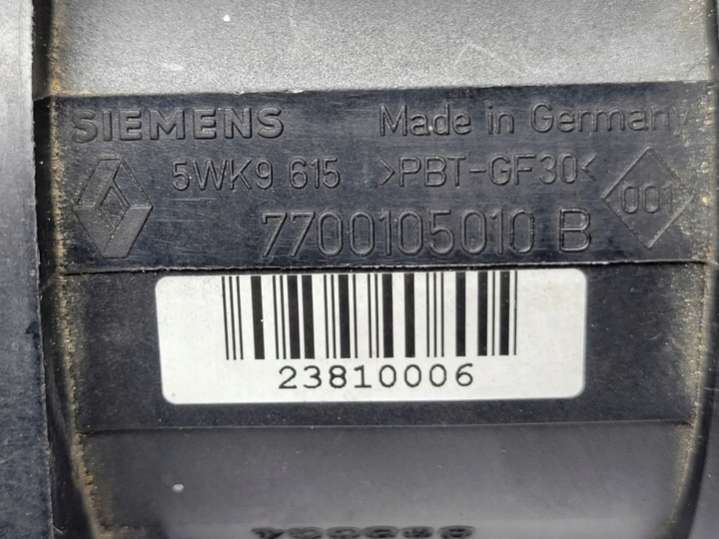 SIEMENS Made in Germany
5WK9 615 >PBT-GF30< 001
7700105010 B
23810006